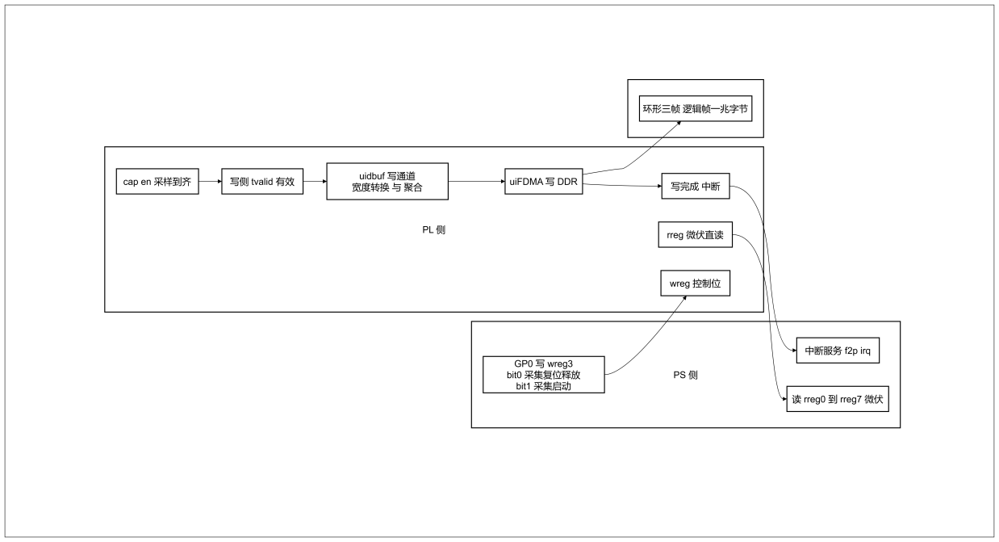 环形三帧 逻辑帧一兆字节
cap en 采样到齐
写侧 tvalid 有效
uidbuf 写通道
宽度转换 与 聚合
uiFDMA 写 DDR
写完成 中断
PL 侧
rreg 微伏直读
wreg 控制位
GP0 写 wreg3
bit0 采集复位释放
bit1 采集启动
PS 侧
中断服务 f2p irq
读 rreg0 到 rreg7 微伏